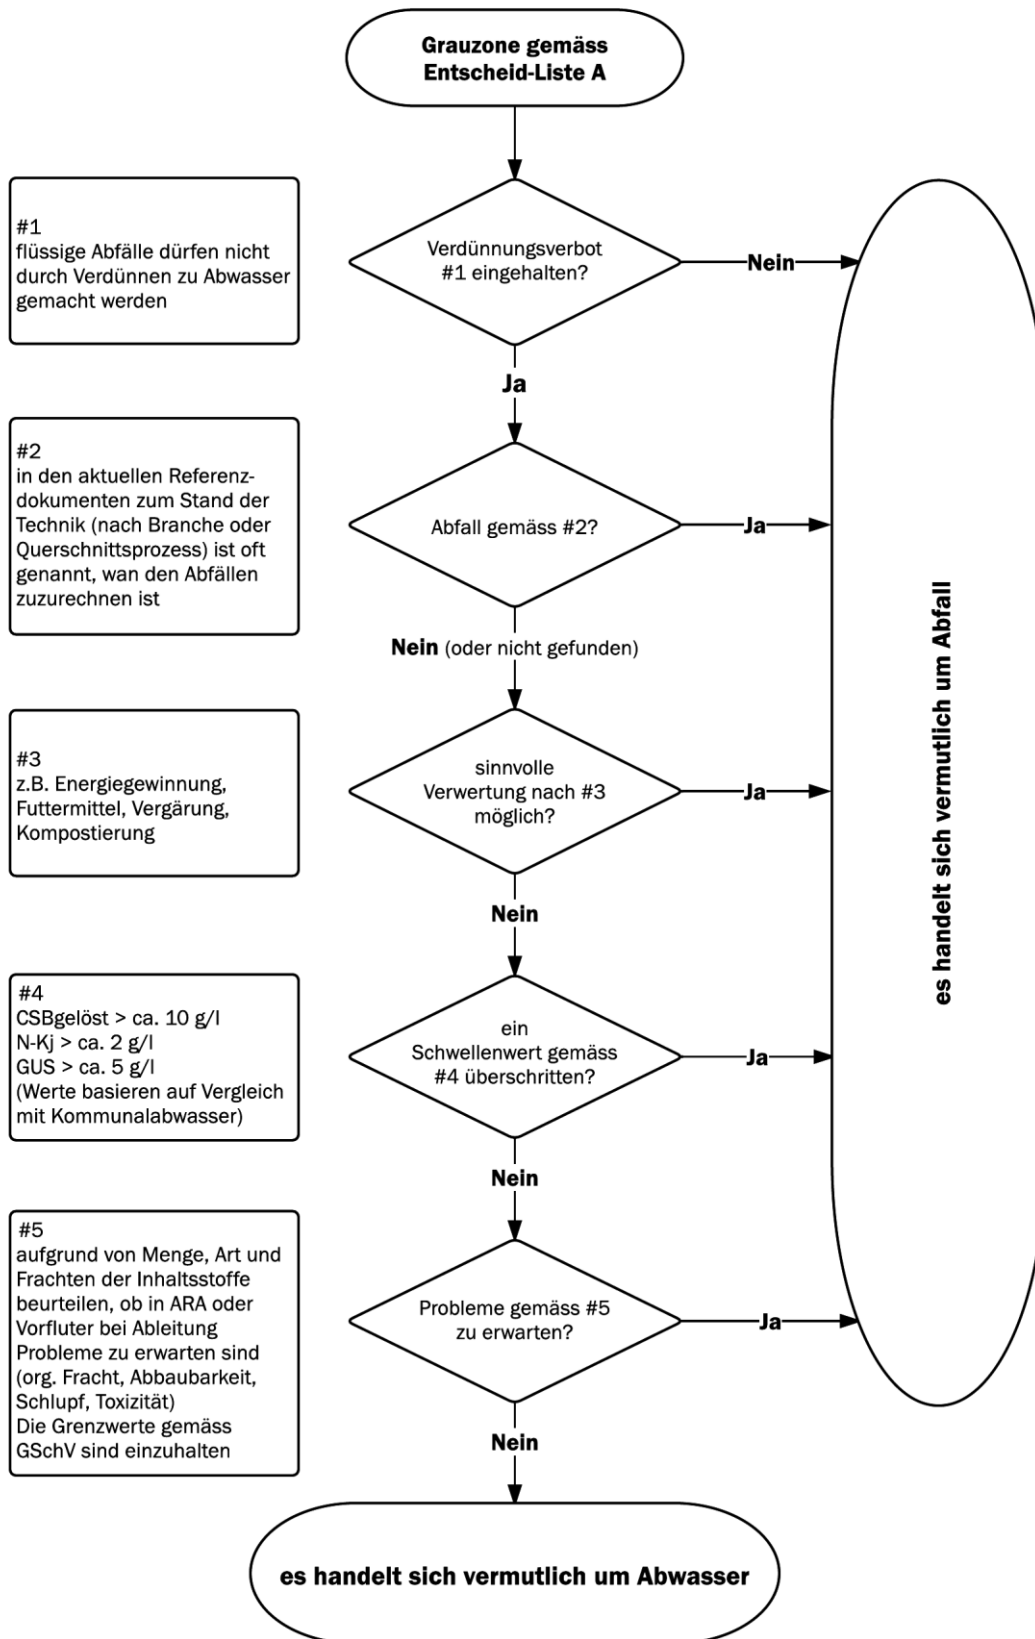 Grauzone gemäss
Entscheid-Liste A
#1
flüssige Abfälle dürfen nicht
durch Verdünnen zu Abwasser
gemacht werden
Verdünnungsverbot
#1 eingehalten?
Nein
Ja
#2
in den aktuellen Referenz-
dokumenten zum Stand der
Technik (nach Branche oder
Querschnittsprozess) ist oft
genannt, wan den Abfällen
zuzurechnen ist
Abfall gemäss #2?
Ja
Nein (oder nicht gefunden)
#3
z.B. Energiegewinnung,
Futtermittel, Vergärung,
Kompostierung
sinnvolle
Verwertung nach #3
möglich?
Ja
Nein
#4
CSBgelöst > ca. 10 g/l
N-Kj > ca. 2 g/l
GUS > ca. 5 g/l
(Werte basieren auf Vergleich
mit Kommunalabwasser)
ein
Schwellenwert gemäss
#4 überschritten?
Ja
Nein
#5
aufgrund von Menge, Art und
Frachten der Inhaltsstoffe
beurteilen, ob in ARA oder
Vorfluter bei Ableitung
Probleme zu erwarten sind
(org. Fracht, Abbaubarkeit,
Schlupf, Toxizität)
Die Grenzwerte gemäss
GSchV sind einzuhalten
Probleme gemäss #5
zu erwarten?
Ja
Nein
es handelt sich vermutlich um Abfall
es handelt sich vermutlich um Abwasser